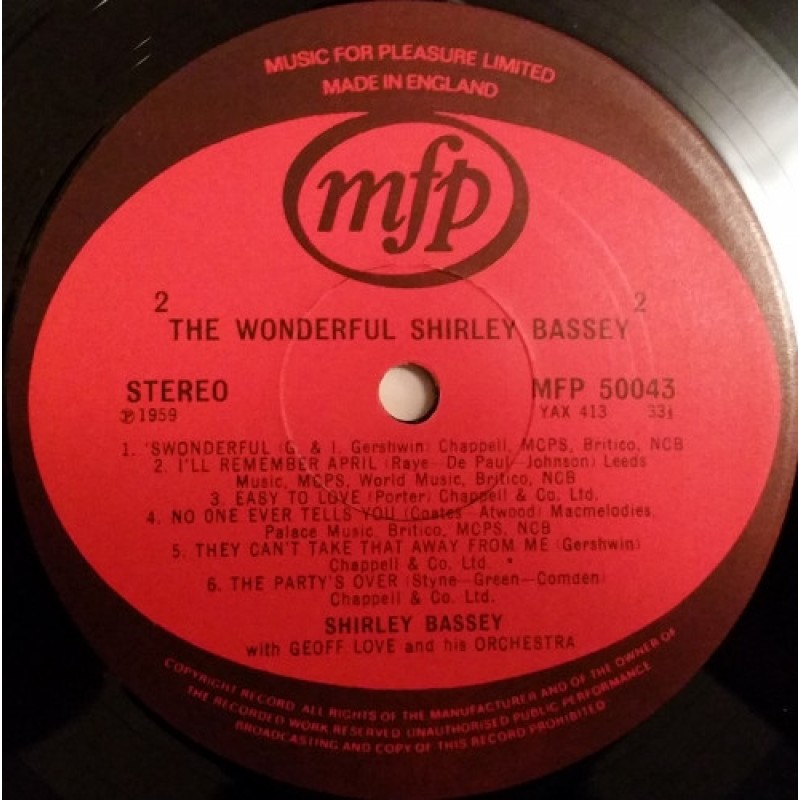 MUSIC FOR PLEASURE LIMITED
MADE IN ENGLAND
mfp
2 2
THE WONDERFUL SHIRLEY BASSEY
STEREO MFP 50043
℗ 1959 YAX 413 33⅓
1. 'SWONDERFUL (G. & I. Gershwin) Chappell, MCPS, Britico, NCB
2. I'LL REMEMBER APRIL (Raye—De Paul—Johnson) Leeds
Music, MCPS, World Music, Britico, NCB
3. EASY TO LOVE (Porter) Chappell & Co. Ltd.
4. NO ONE EVER TELLS YOU (Coates—Atwood) Macmelodies,
Palace Music, Britico, MCPS, NCB
5. THEY CAN'T TAKE THAT AWAY FROM ME (Gershwin)
Chappell & Co. Ltd.
6. THE PARTY'S OVER (Styne—Green—Comden)
Chappell & Co. Ltd.
SHIRLEY BASSEY
with GEOFF LOVE and his ORCHESTRA
COPYRIGHT RECORD ALL RIGHTS OF THE MANUFACTURER AND OF THE OWNER OF
THE RECORDED WORK RESERVED UNAUTHORISED PUBLIC PERFORMANCE
BROADCASTING AND COPY OF THIS RECORD PROHIBITED